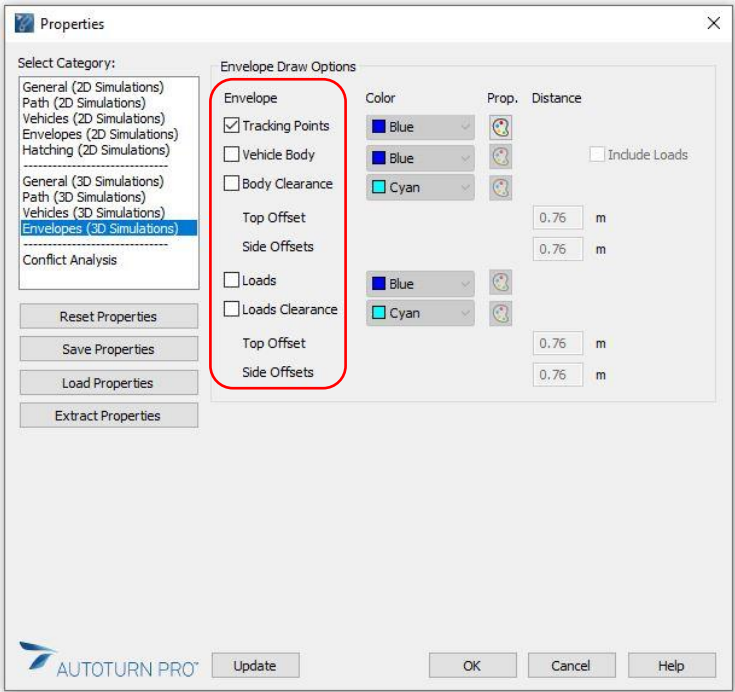 Properties
Select Category:
General (2D Simulations)
Path (2D Simulations)
Vehicles (2D Simulations)
Envelopes (2D Simulations)
Hatching (2D Simulations)
General (3D Simulations)
Path (3D Simulations)
Vehicles (3D Simulations)
Envelopes (3D Simulations)
Conflict Analysis
Reset Properties
Save Properties
Load Properties
Extract Properties
Envelope Draw Options
Envelope Color Prop. Distance
Tracking Points Blue
Vehicle Body Blue Include Loads
Body Clearance Cyan
Top Offset 0.76 m
Side Offsets 0.76 m
Loads Blue
Loads Clearance Cyan
Top Offset 0.76 m
Side Offsets 0.76 m
AUTOTURN PRO™ Update OK Cancel Help